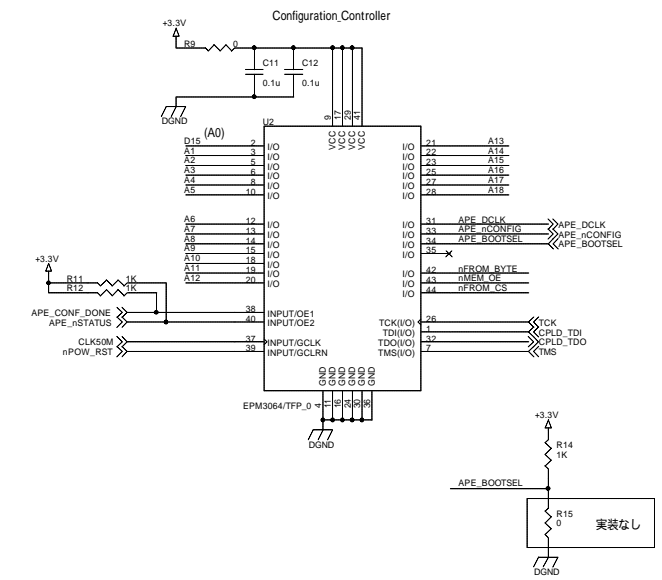 Configuration_Controller
+3.3V
R9 0
C11 C12
0.1u 0.1u
DGND
U2
(A0)
9 17 29 41
VCC VCC VCC VCC
D15 2 I/O I/O 21 A13
A1 3 I/O I/O 22 A14
A2 5 I/O I/O 23 A15
A3 6 I/O I/O 25 A16
A4 8 I/O I/O 27 A17
A5 10 I/O I/O 28 A18
A6 12 I/O I/O 31 APE_DCLK APE_DCLK
A7 13 I/O I/O 33 APE_nCONFIG APE_nCONFIG
A8 14 I/O I/O 34 APE_BOOTSEL APE_BOOTSEL
A9 15 I/O I/O 35
A10 18 I/O
A11 19 I/O I/O 42 nFROM_BYTE
A12 20 I/O I/O 43 nMEM_OE
I/O 44 nFROM_CS
+3.3V
R11 1K
R12 1K
APE_CONF_DONE 38 INPUT/OE1
APE_nSTATUS 40 INPUT/OE2
CLK50M 37 INPUT/GCLK
nPOW_RST 39 INPUT/GCLRN
TCK(I/O) 26 TCK
TDI(I/O) 1 CPLD_TDI
TDO(I/O) 32 CPLD_TDO
TMS(I/O) 7 TMS
GND GND GND GND GND GND
EPM3064/TFP_0 4 11 16 24 30 36
DGND
+3.3V
R14
1K
APE_BOOTSEL
R15
0 実装なし
DGND